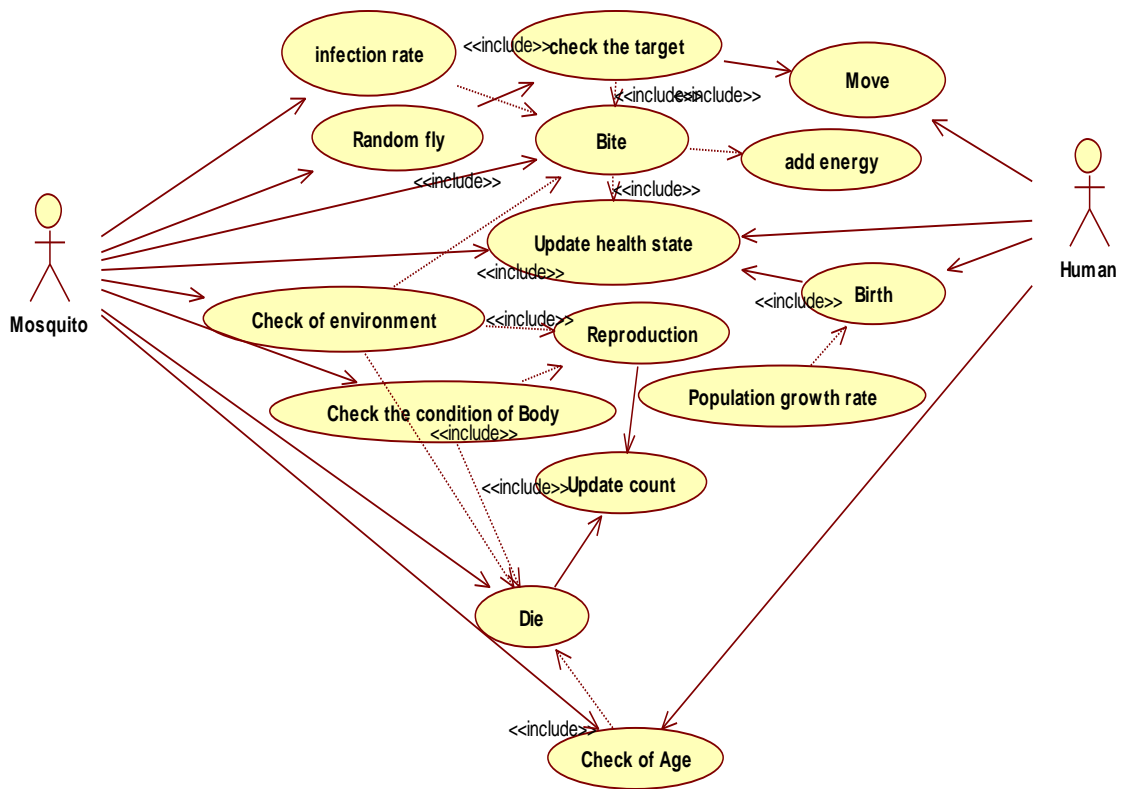 infection rate
<<include>>
check the target
Move
<<include>>
<<include>>
Random fly
Bite
add energy
<<include>>
<<include>>
Update health state
<<include>>
Human
Mosquito
Check of environment
<<include>>
Birth
<<include>>
Reproduction
Population growth rate
Check the condition of Body
<<include>>
<<include>>
Update count
Die
<<include>>
Check of Age